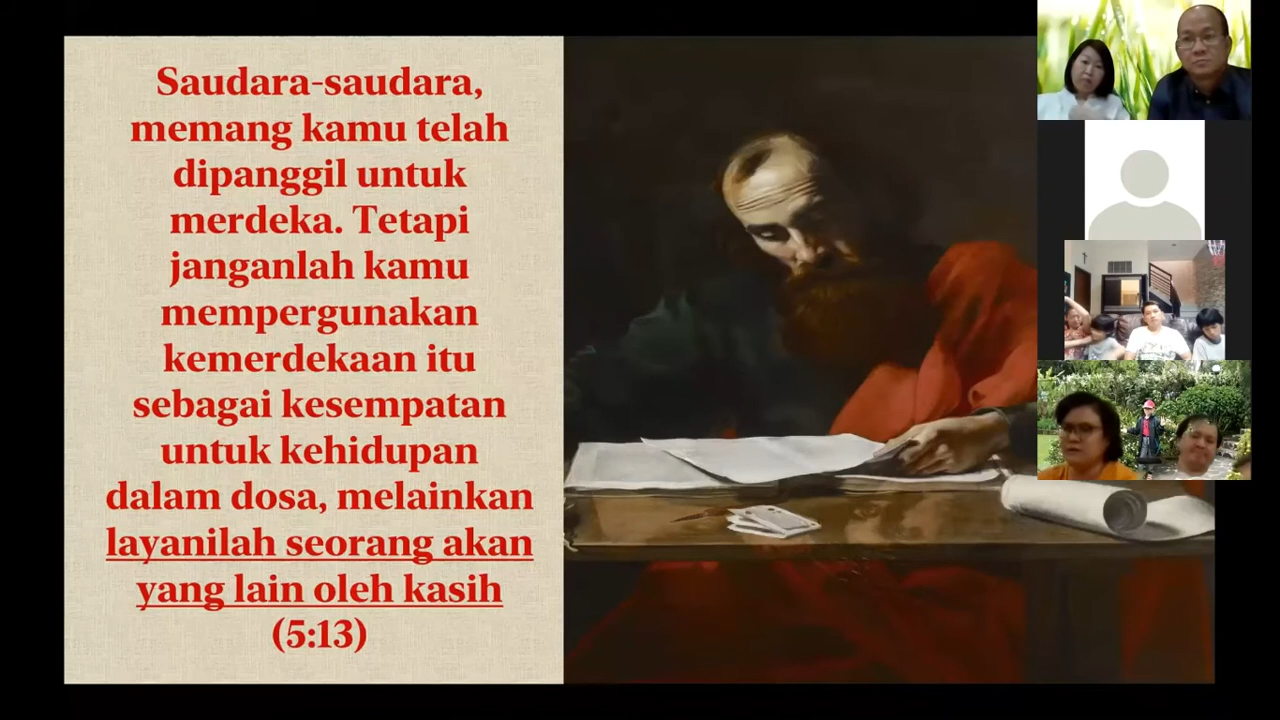 Saudara-saudara,
memang kamu telah
dipanggil untuk
merdeka. Tetapi
janganlah kamu
mempergunakan
kemerdekaan itu
sebagai kesempatan
untuk kehidupan
dalam dosa, melainkan
layanilah seorang akan
yang lain oleh kasih
(5:13)